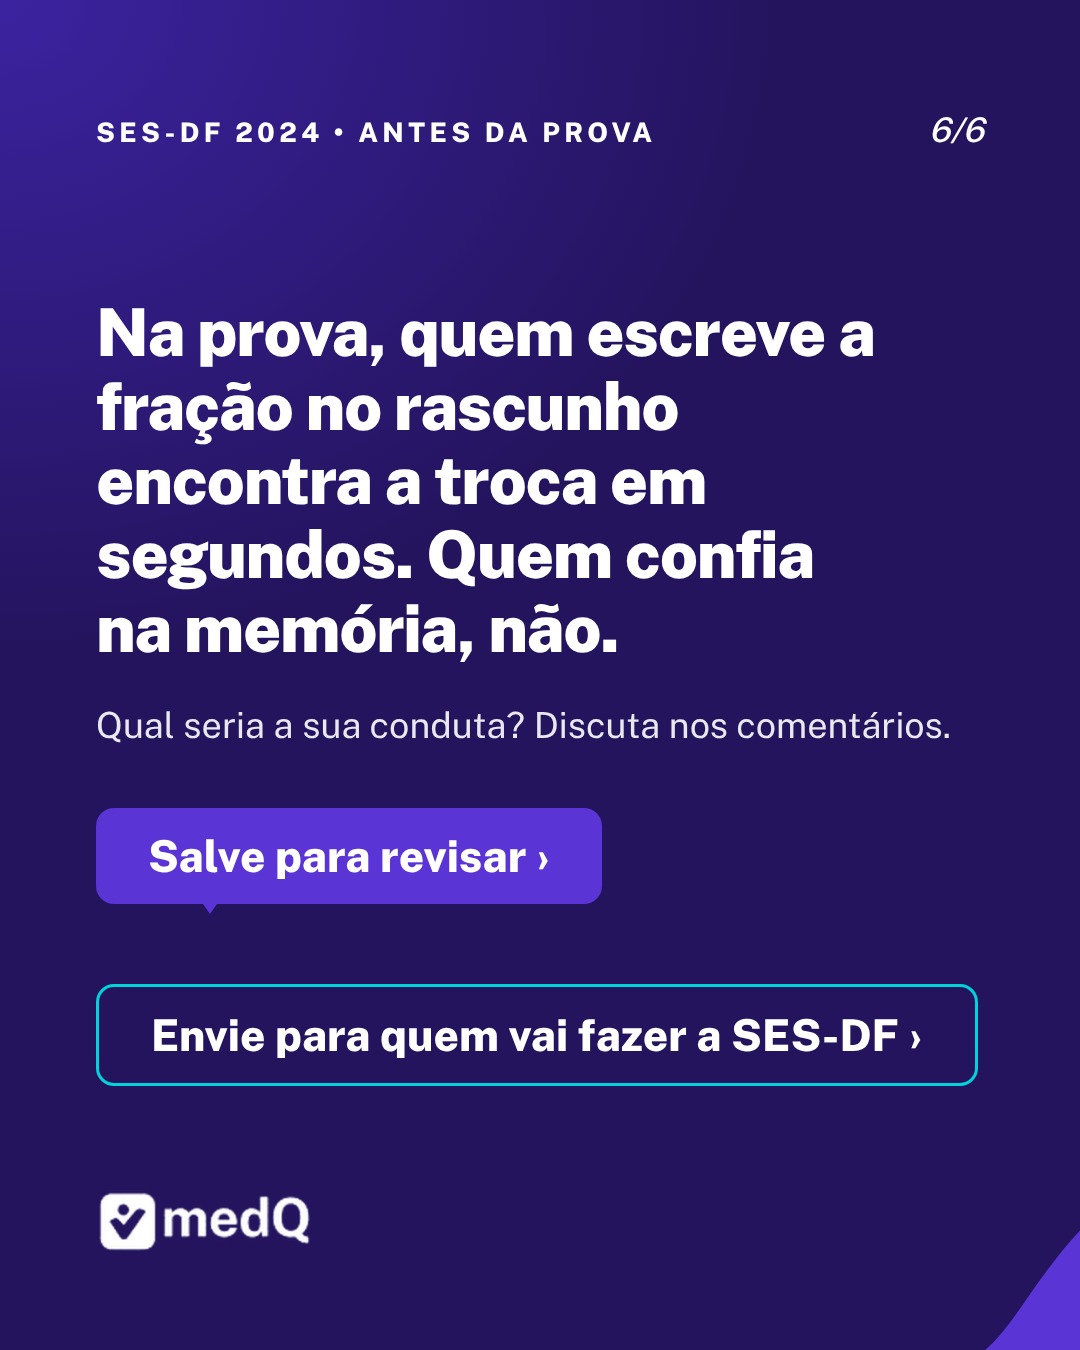 SES-DF 2024 • ANTES DA PROVA
6/6
Na prova, quem escreve a
fração no rascunho
encontra a troca em
segundos. Quem confia
na memória, não.
Qual seria a sua conduta? Discuta nos comentários.
Salve para revisar ›
Envie para quem vai fazer a SES-DF ›
medQ